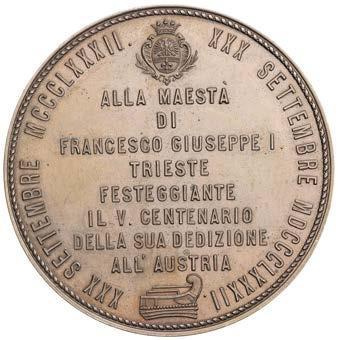 XXX SETTEMBRE MCCCLXXXII. XXX SETTEMBRE MDCCCLXXXII
ALLA MAESTÀ
DI
FRANCESCO GIUSEPPE I
TRIESTE
FESTEGGIANTE
IL V. CENTENARIO
DELLA SUA DEDIZIONE
ALL'AUSTRIA